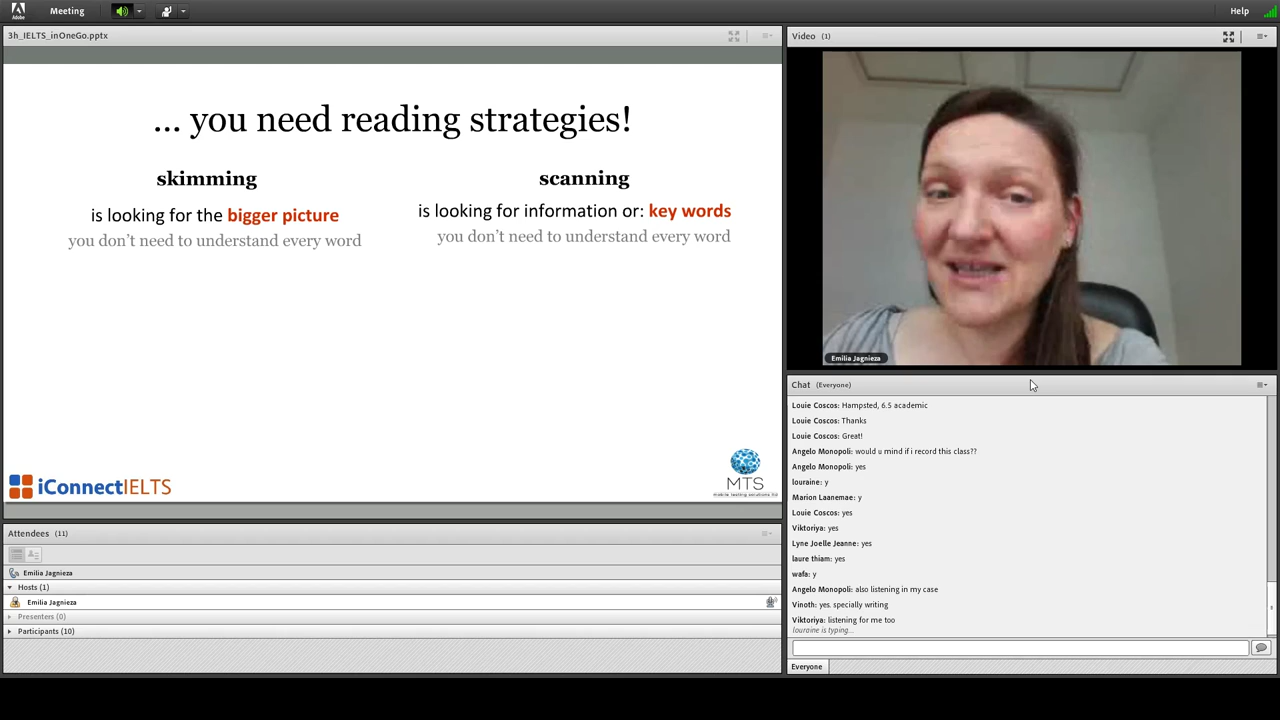 Adobe
Meeting
Help
3h_IELTS_inOneGo.pptx
... you need reading strategies!
skimming
is looking for the bigger picture
you don't need to understand every word
scanning
is looking for information or: key words
you don't need to understand every word
iConnectIELTS
MTS
mobile testing solutions ltd
Attendees (11)
Emilia Jagnieza
Hosts (1)
Emilia Jagnieza
Presenters (0)
Participants (10)
Video (1)
Emilia Jagnieza
Chat (Everyone)
Louie Coscos: Hampsted, 6.5 academic
Louie Coscos: Thanks
Louie Coscos: Great!
Angelo Monopoli: would u mind if i record this class??
Angelo Monopoli: yes
louraine: y
Marion Laanemae: y
Louie Coscos: yes
Viktoriya: yes
Lyne Joelle Jeanne: yes
laure thiam: yes
wafa: y
Angelo Monopoli: also listening in my case
Vinoth: yes. specially writing
Viktoriya: listening for me too
louraine is typing...
Everyone